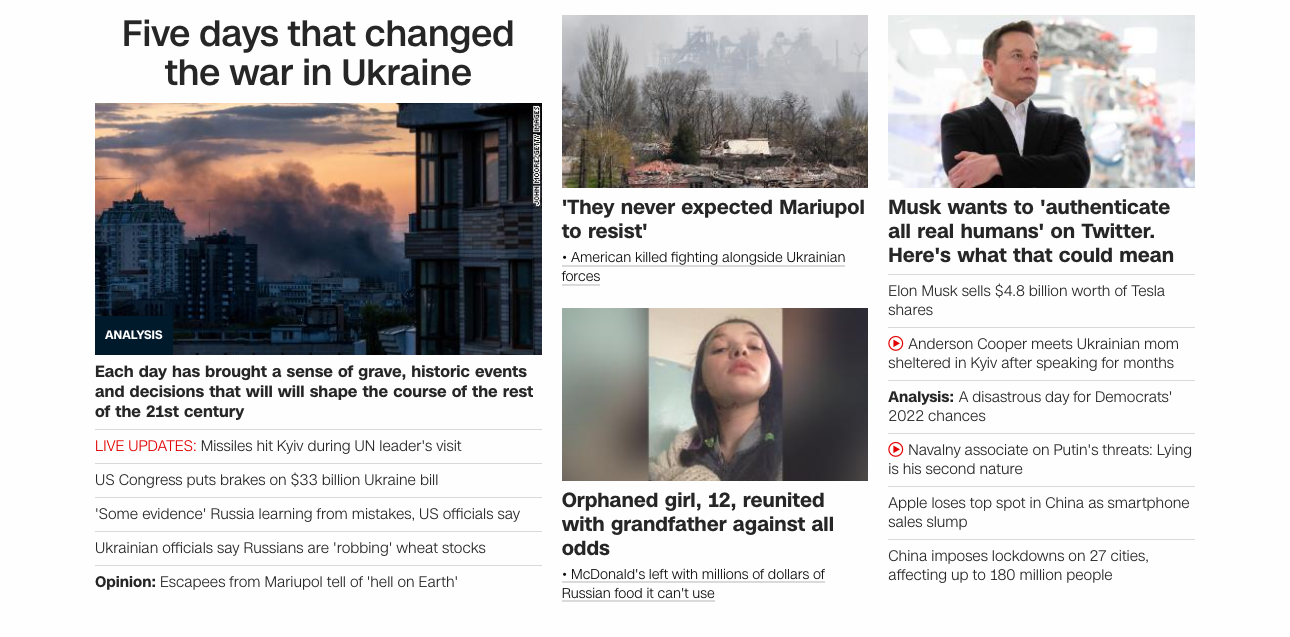 Five days that changed
the war in Ukraine
JOHN MOORE/GETTY IMAGES
ANALYSIS
Each day has brought a sense of grave, historic events
and decisions that will will shape the course of the rest
of the 21st century
LIVE UPDATES: Missiles hit Kyiv during UN leader's visit
US Congress puts brakes on $33 billion Ukraine bill
'Some evidence' Russia learning from mistakes, US officials say
Ukrainian officials say Russians are 'robbing' wheat stocks
Opinion: Escapees from Mariupol tell of 'hell on Earth'
'They never expected Mariupol
to resist'
• American killed fighting alongside Ukrainian
forces
Orphaned girl, 12, reunited
with grandfather against all
odds
• McDonald's left with millions of dollars of
Russian food it can't use
Musk wants to 'authenticate
all real humans' on Twitter.
Here's what that could mean
Elon Musk sells $4.8 billion worth of Tesla
shares
Anderson Cooper meets Ukrainian mom
sheltered in Kyiv after speaking for months
Analysis: A disastrous day for Democrats'
2022 chances
Navalny associate on Putin's threats: Lying
is his second nature
Apple loses top spot in China as smartphone
sales slump
China imposes lockdowns on 27 cities,
affecting up to 180 million people